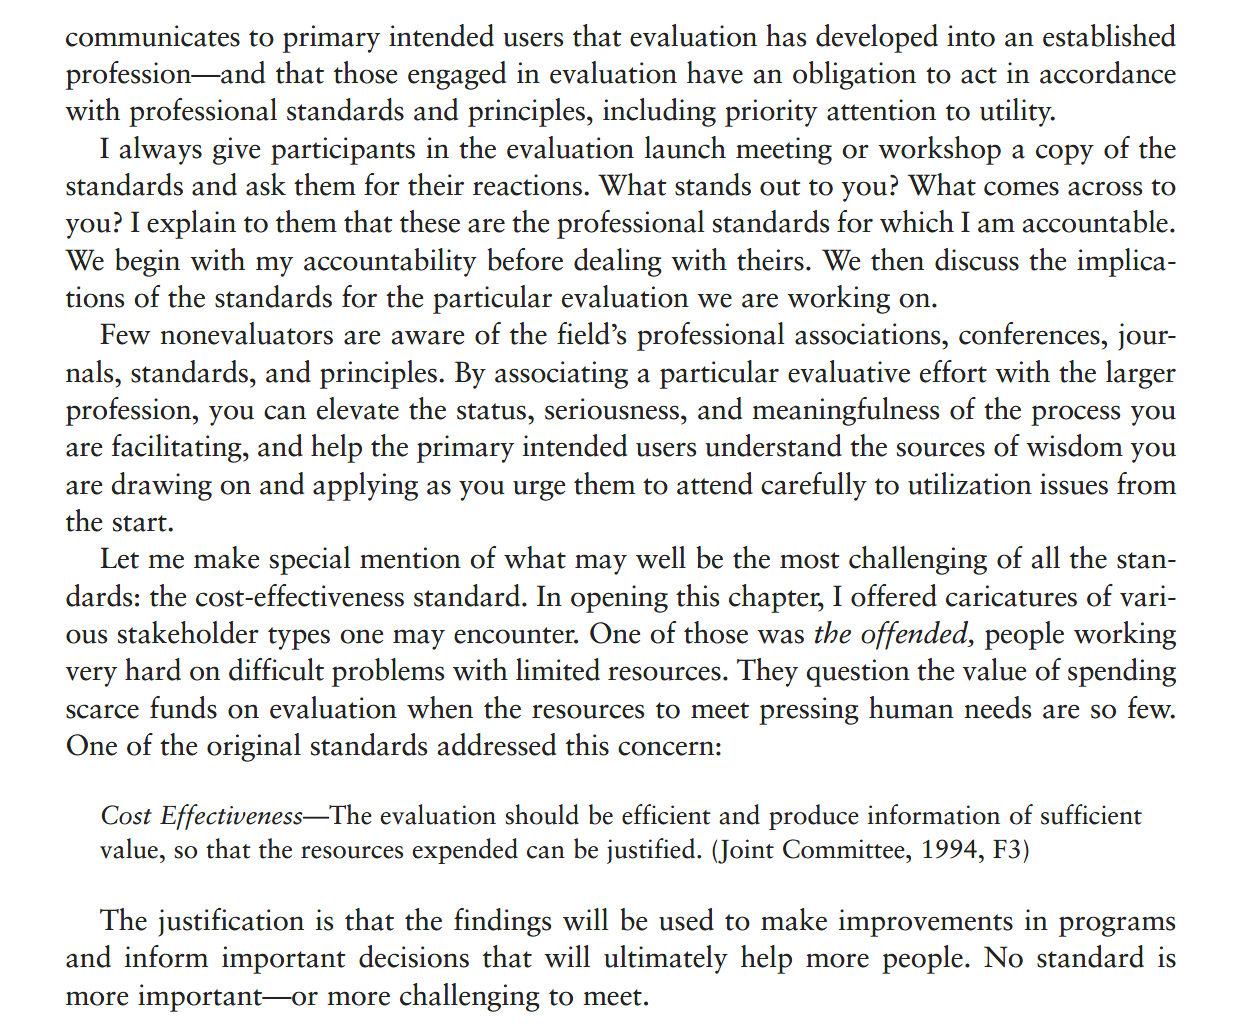 communicates to primary intended users that evaluation has developed into an established
profession—and that those engaged in evaluation have an obligation to act in accordance
with professional standards and principles, including priority attention to utility.
I always give participants in the evaluation launch meeting or workshop a copy of the
standards and ask them for their reactions. What stands out to you? What comes across to
you? I explain to them that these are the professional standards for which I am accountable.
We begin with my accountability before dealing with theirs. We then discuss the implica-
tions of the standards for the particular evaluation we are working on.
Few nonevaluators are aware of the field’s professional associations, conferences, jour-
nals, standards, and principles. By associating a particular evaluative effort with the larger
profession, you can elevate the status, seriousness, and meaningfulness of the process you
are facilitating, and help the primary intended users understand the sources of wisdom you
are drawing on and applying as you urge them to attend carefully to utilization issues from
the start.
Let me make special mention of what may well be the most challenging of all the stan-
dards: the cost-effectiveness standard. In opening this chapter, I offered caricatures of vari-
ous stakeholder types one may encounter. One of those was the offended, people working
very hard on difficult problems with limited resources. They question the value of spending
scarce funds on evaluation when the resources to meet pressing human needs are so few.
One of the original standards addressed this concern:
Cost Effectiveness—The evaluation should be efficient and produce information of sufficient
value, so that the resources expended can be justified. (Joint Committee, 1994, F3)
The justification is that the findings will be used to make improvements in programs
and inform important decisions that will ultimately help more people. No standard is
more important—or more challenging to meet.